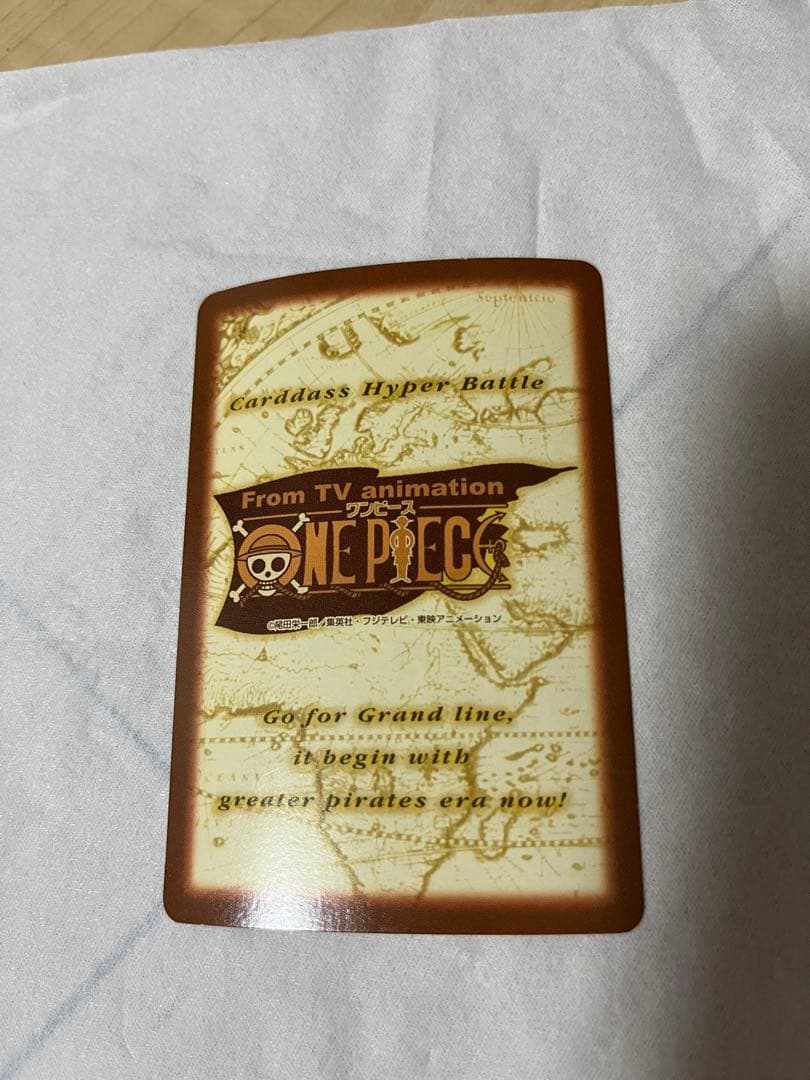 Septentrio
Carddass Hyper Battle
From TV animation
ワンピース
ONE PIECE
©尾田栄一郎／集英社・フジテレビ・東映アニメーション
Go for Grand line,
it begin with
greater pirates era now!